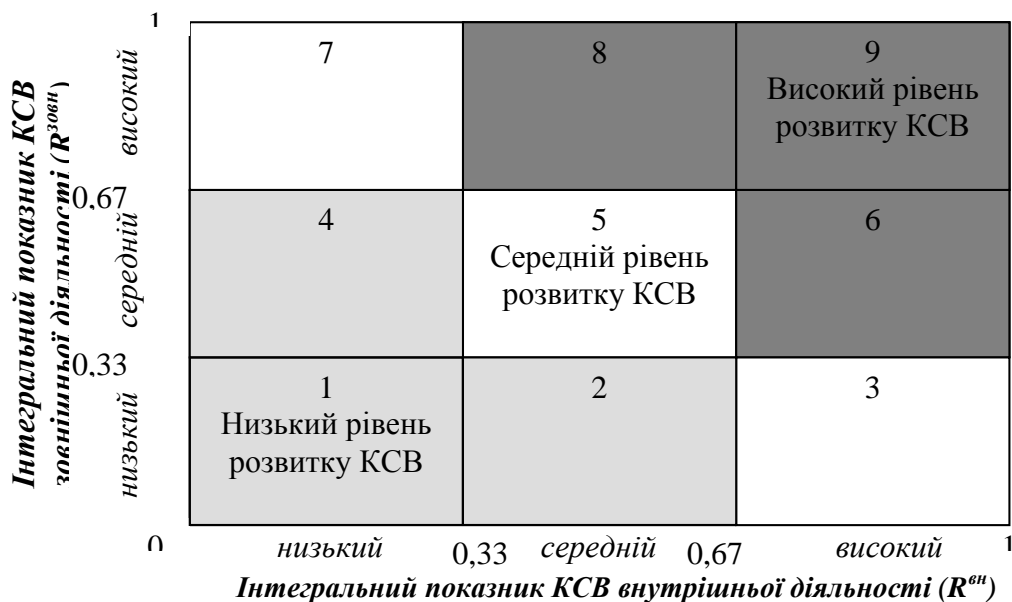 Інтегральний показник КСВ
зовнішньої діяльності (R^зовн)
низький середній високий
1
0,67
0,33
0
7
8
9
Високий рівень
розвитку КСВ
4
5
Середній рівень
розвитку КСВ
6
1
Низький рівень
розвитку КСВ
2
3
низький 0,33 середній 0,67 високий 1
Інтегральний показник КСВ внутрішньої діяльності (R^вн)